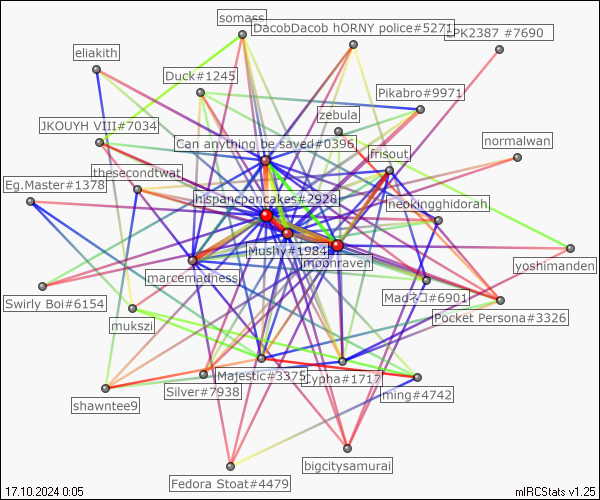 somass
DacobDacob hORNY police#5271
LPK2387 #7690
eliakith
Duck#1245
Pikabro#9971
zebula
JKOUYH VIII#7034
Can anything be saved#0396
normalwan
frisout
thesecondtwat
Eg.Master#1378
hispancpancakes#2928
neokingghidorah
Mushy#1984
moonraven
yoshimanden
marcemadness
Swirly Boi#6154
Madネコ#6901
Pocket Persona#3326
mukszi
Majestic#3375
Cypha#1717
Silver#7938
ming#4742
shawntee9
bigcitysamurai
Fedora Stoat#4479
17.10.2024 0:05
mIRCStats v1.25